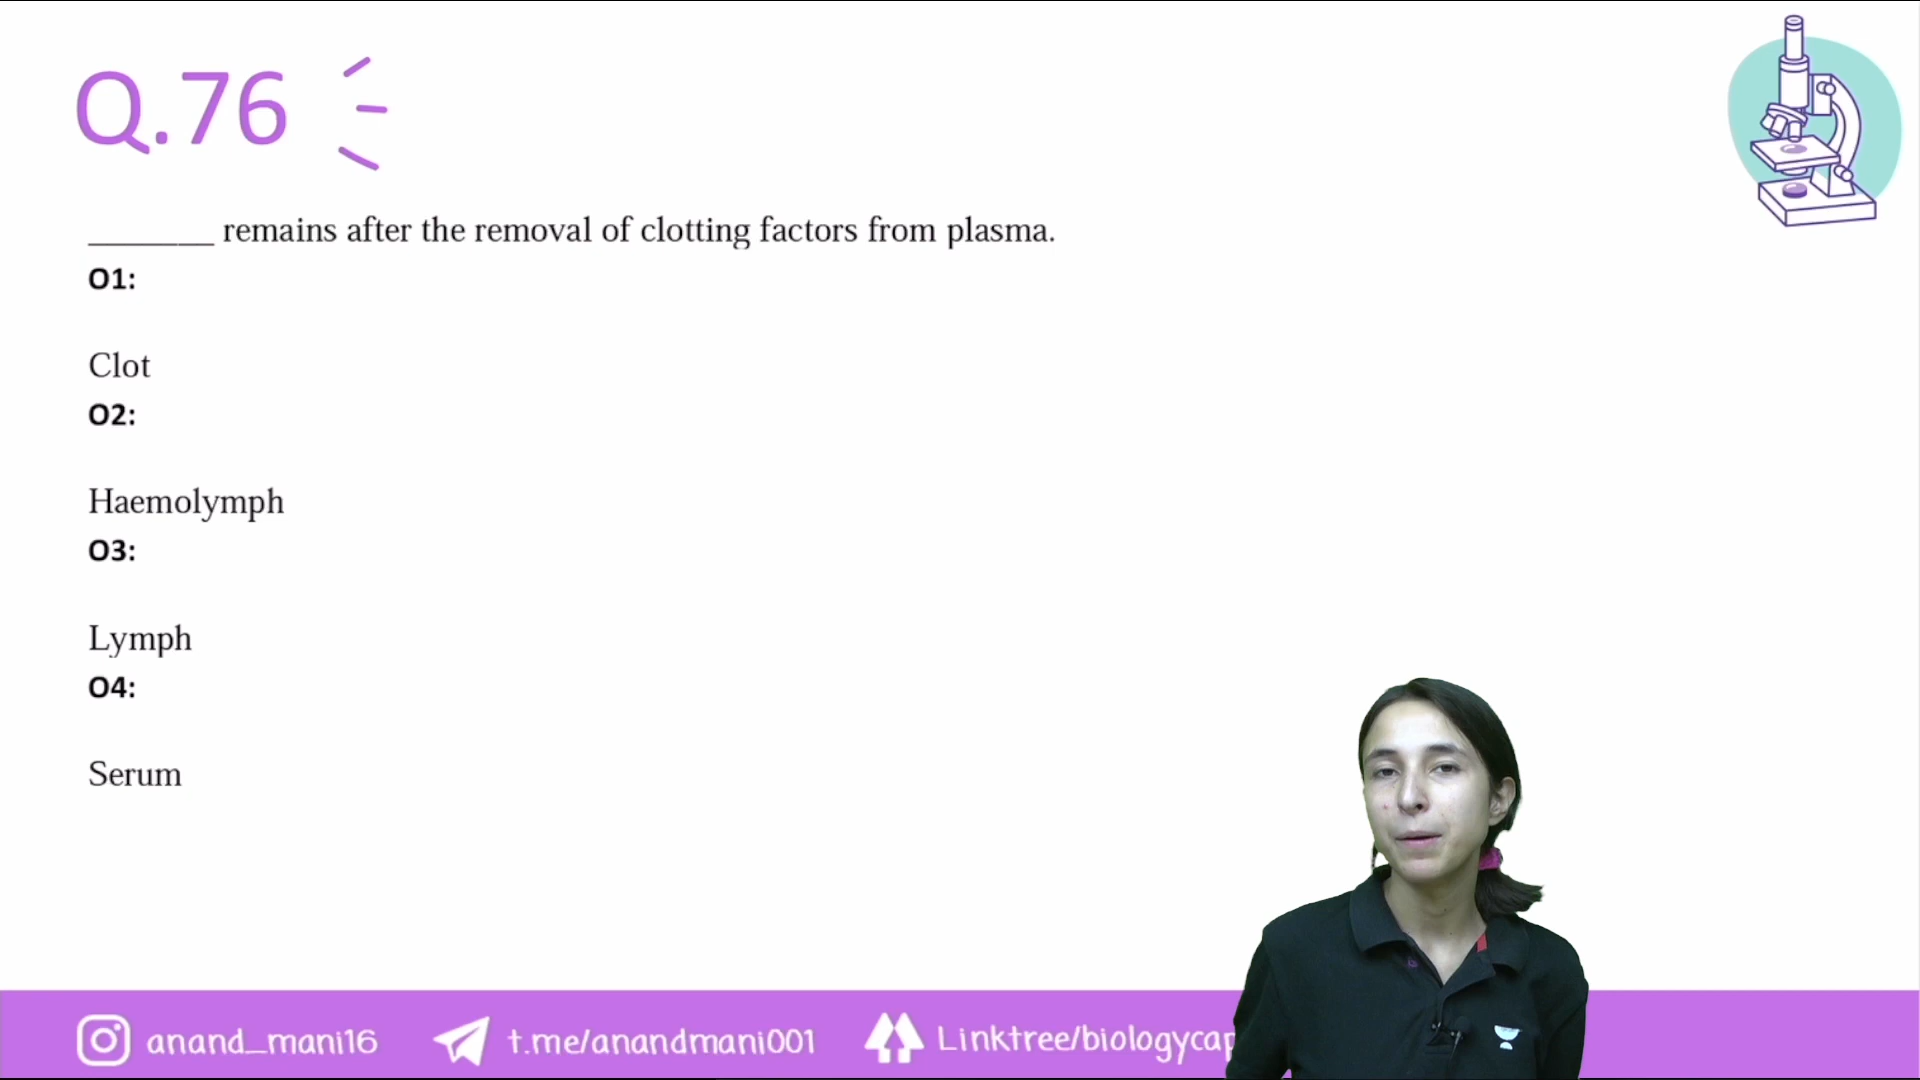 Q.76
_______ remains after the removal of clotting factors from plasma.
O1:
Clot
O2:
Haemolymph
O3:
Lymph
O4:
Serum
anand_mani16 t.me/anandmani001 Linktree/biologycap